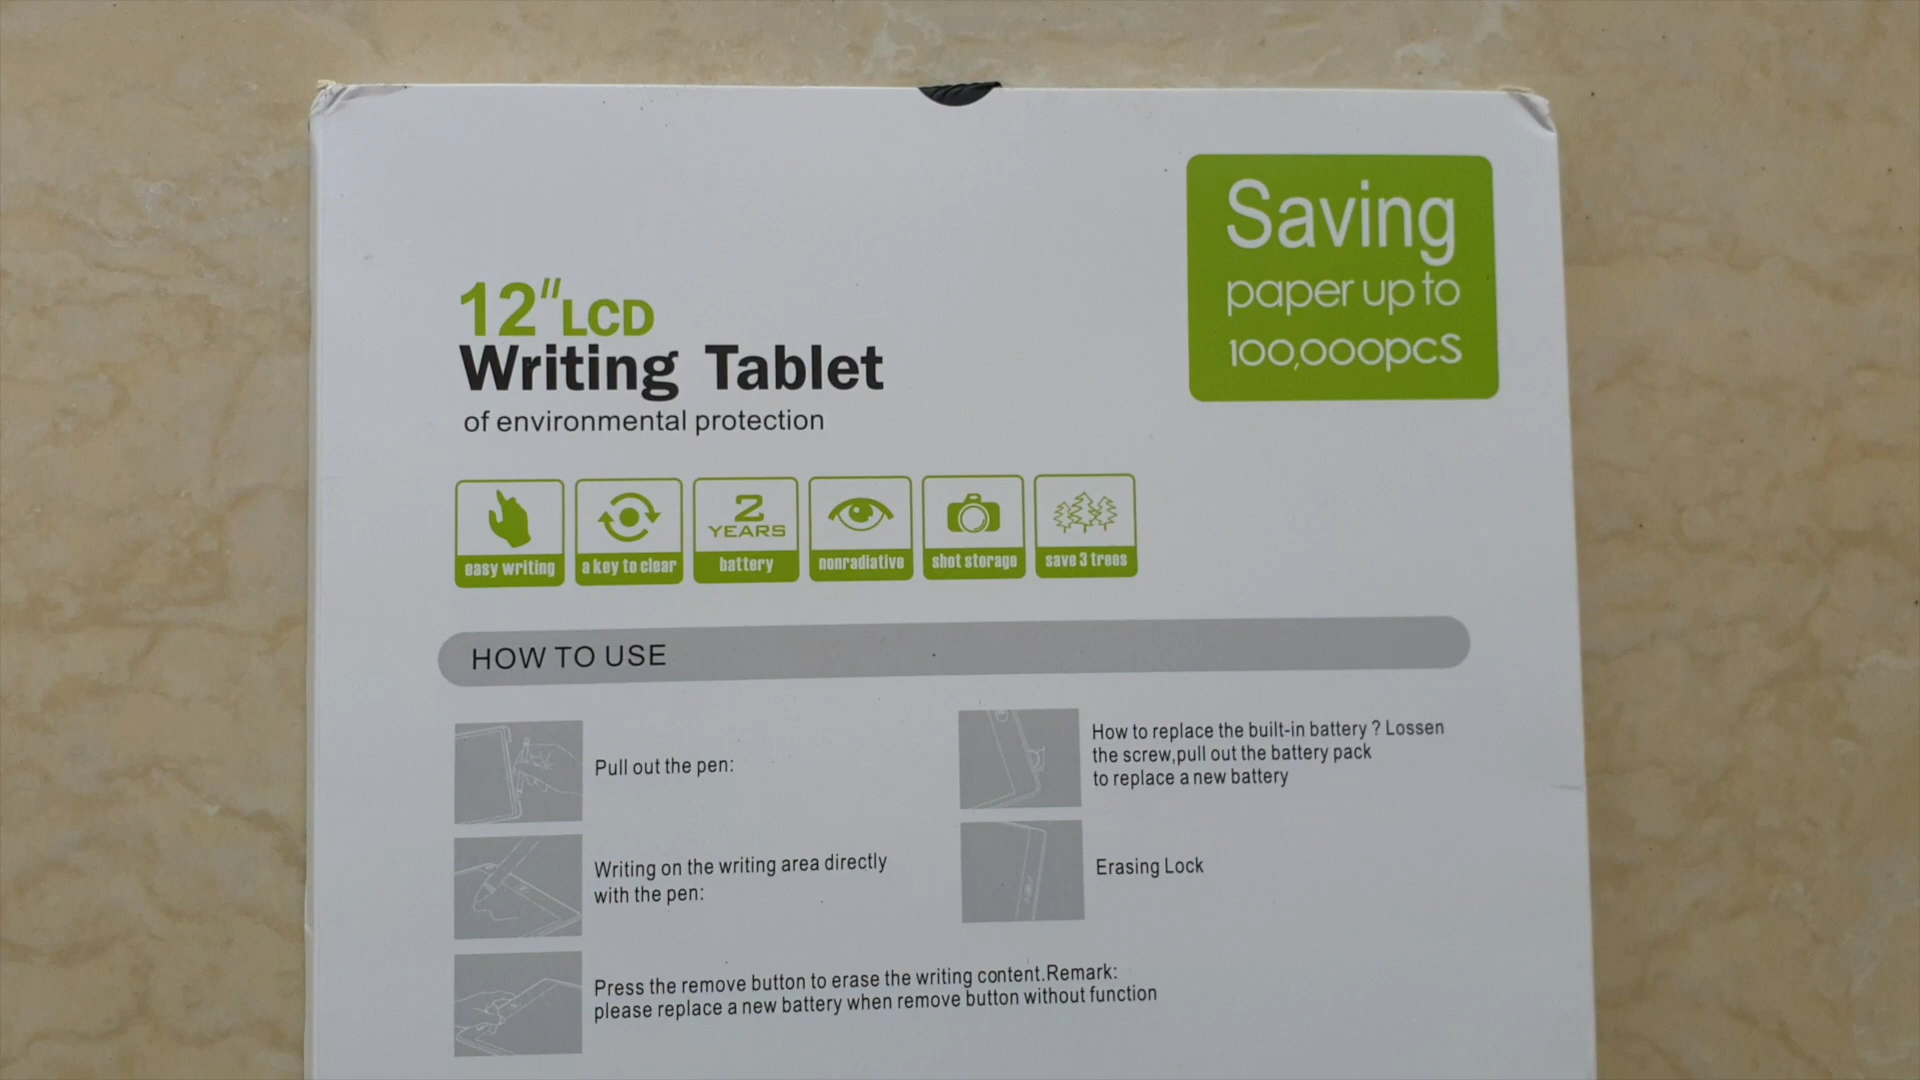 Saving
paper up to
100,000pcs
12"LCD
Writing Tablet
of environmental protection
easy writing
a key to clear
2
YEARS
battery
nonradiative
shot storage
save 3 trees
HOW TO USE
Pull out the pen:
Writing on the writing area directly
with the pen:
Press the remove button to erase the writing content.Remark:
please replace a new battery when remove button without function
How to replace the built-in battery ? Lossen
the screw,pull out the battery pack
to replace a new battery
Erasing Lock